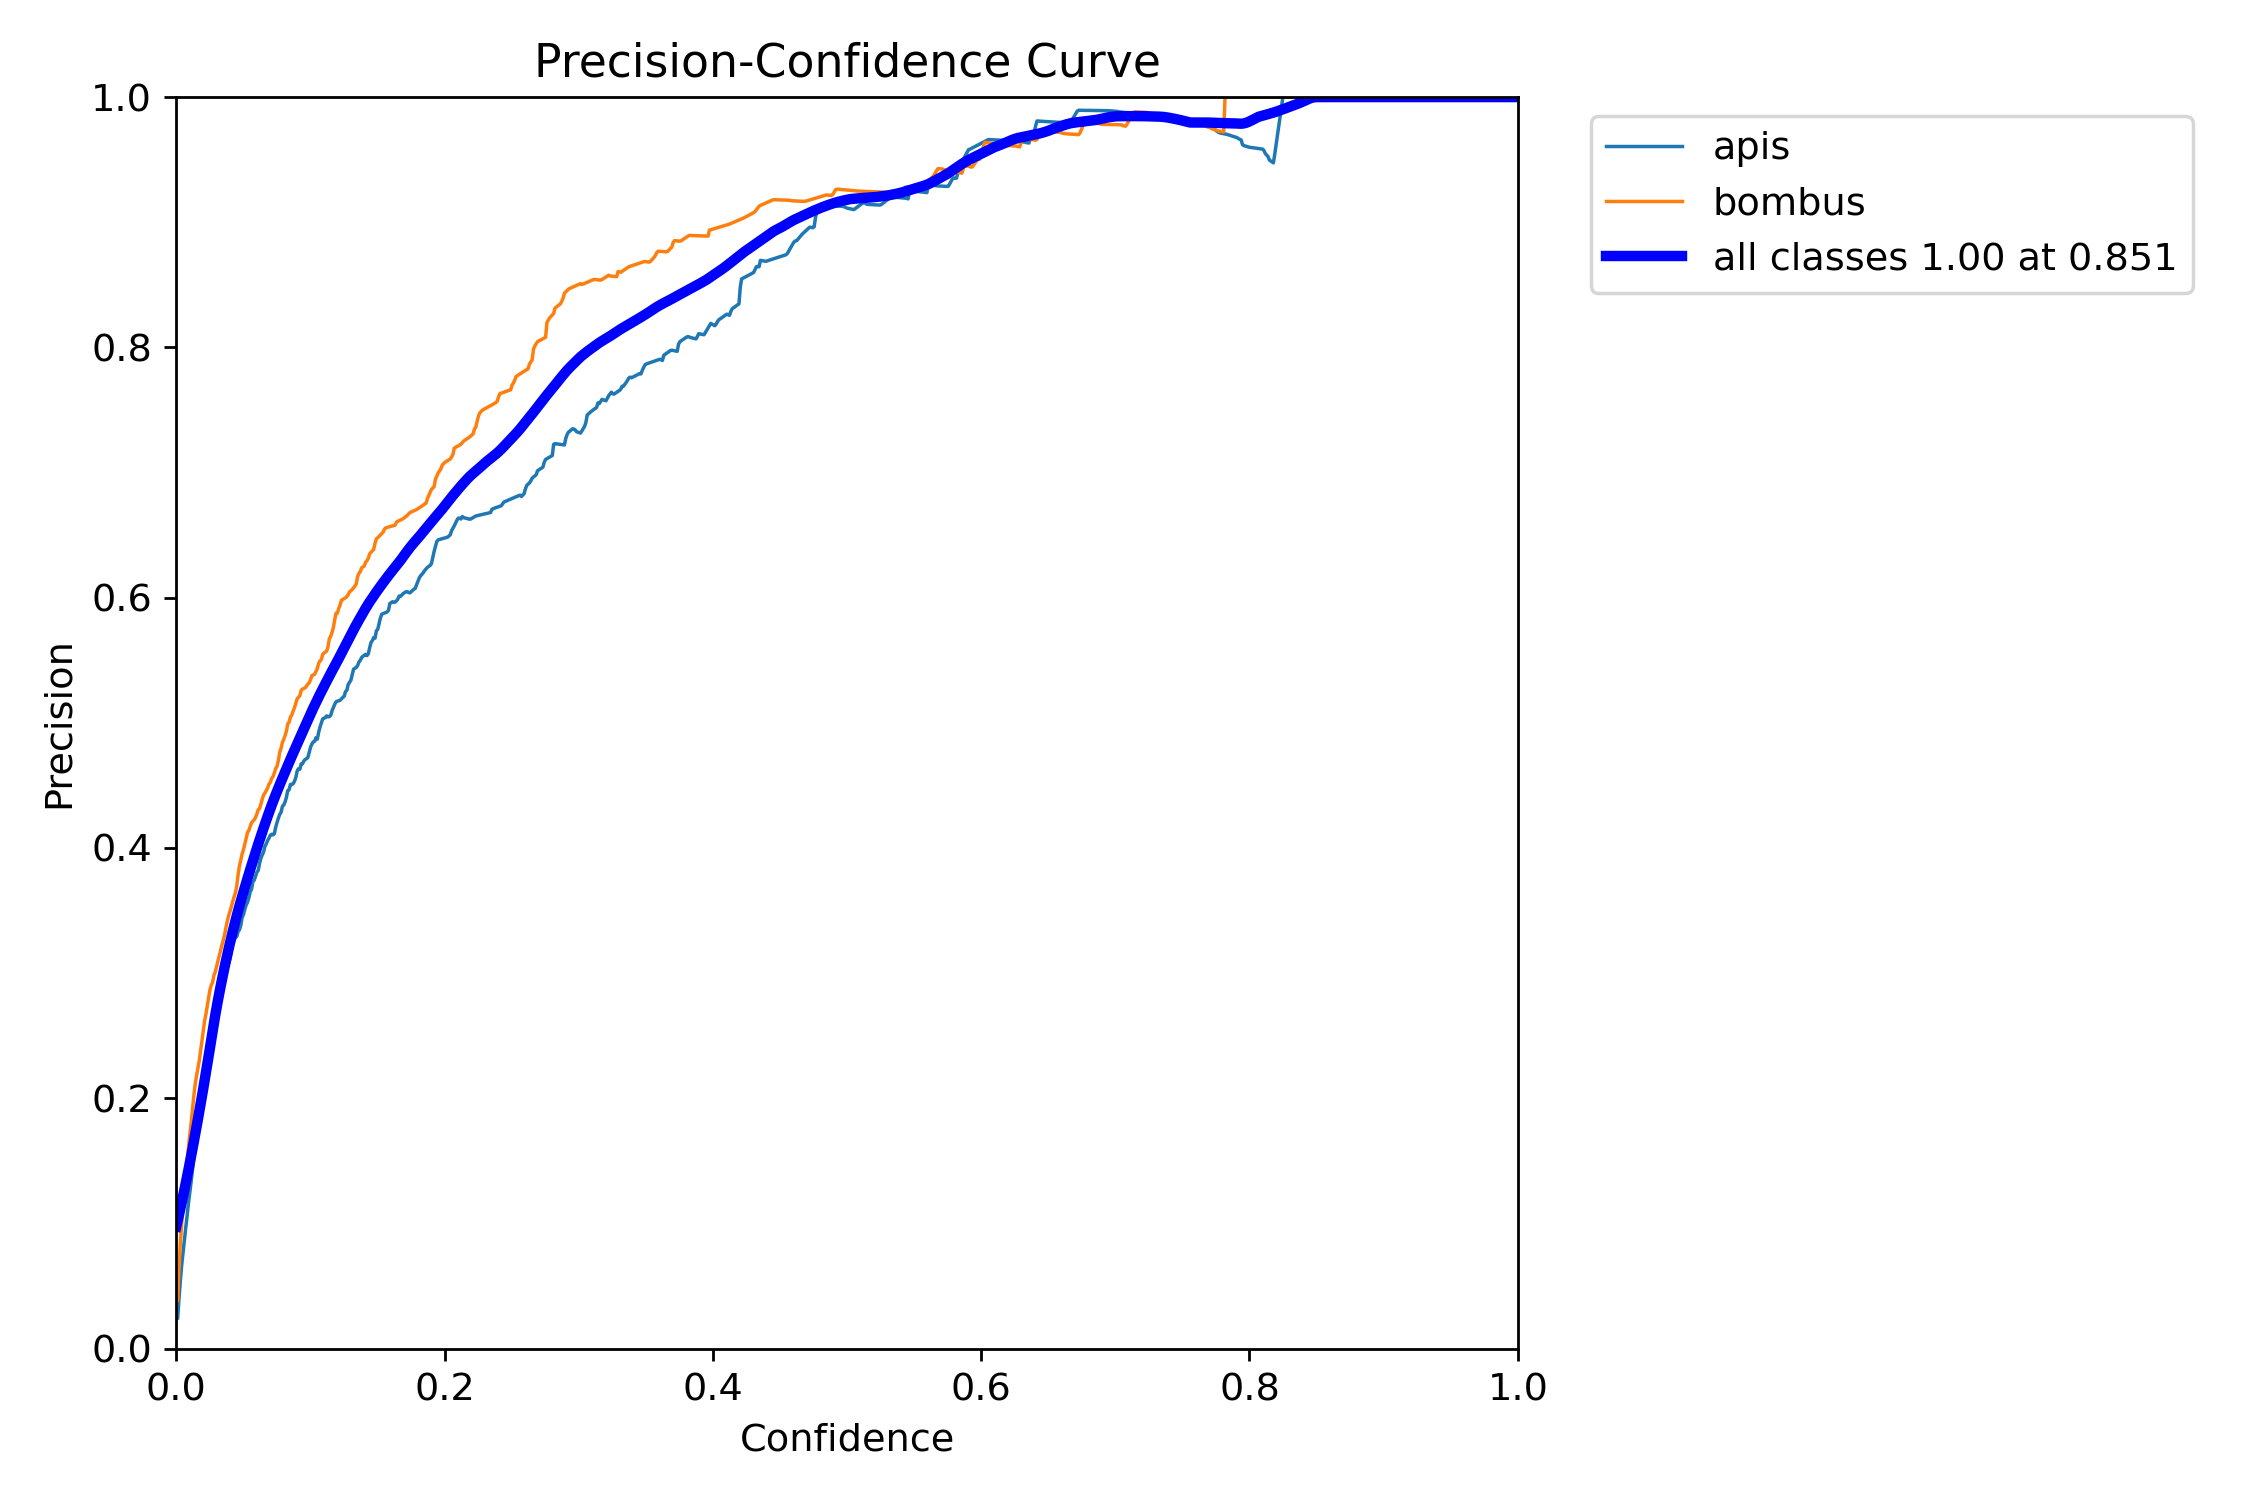 Precision-Confidence Curve
1.0
0.8
0.6
0.4
0.2
0.0
Precision
0.0 0.2 0.4 0.6 0.8 1.0
Confidence
apis
bombus
all classes 1.00 at 0.851